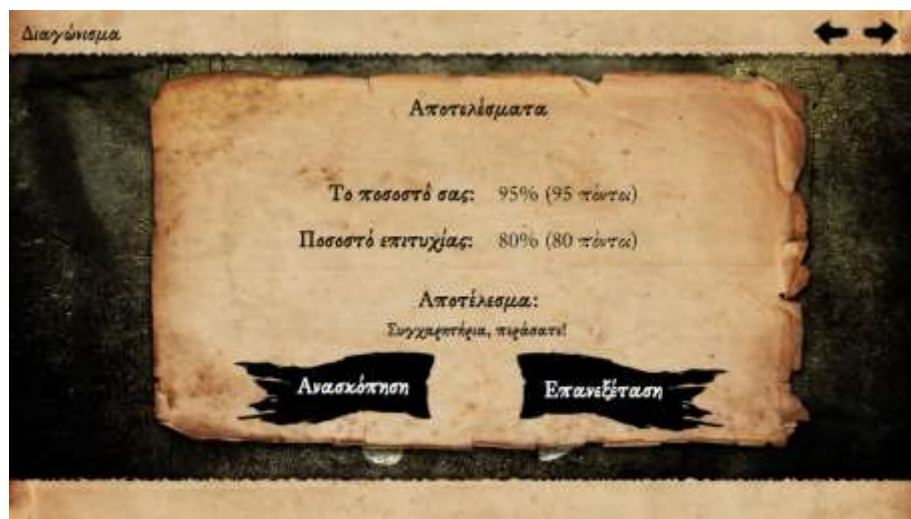 Διαγώνισμα
Αποτελέσματα
Το ποσοστό σας: 95% (95 πόντοι)
Ποσοστό επιτυχίας: 80% (80 πόντοι)
Αποτέλεσμα:
Συγχαρητήρια, περάσατε!
Ανασκόπηση Επανεξέταση